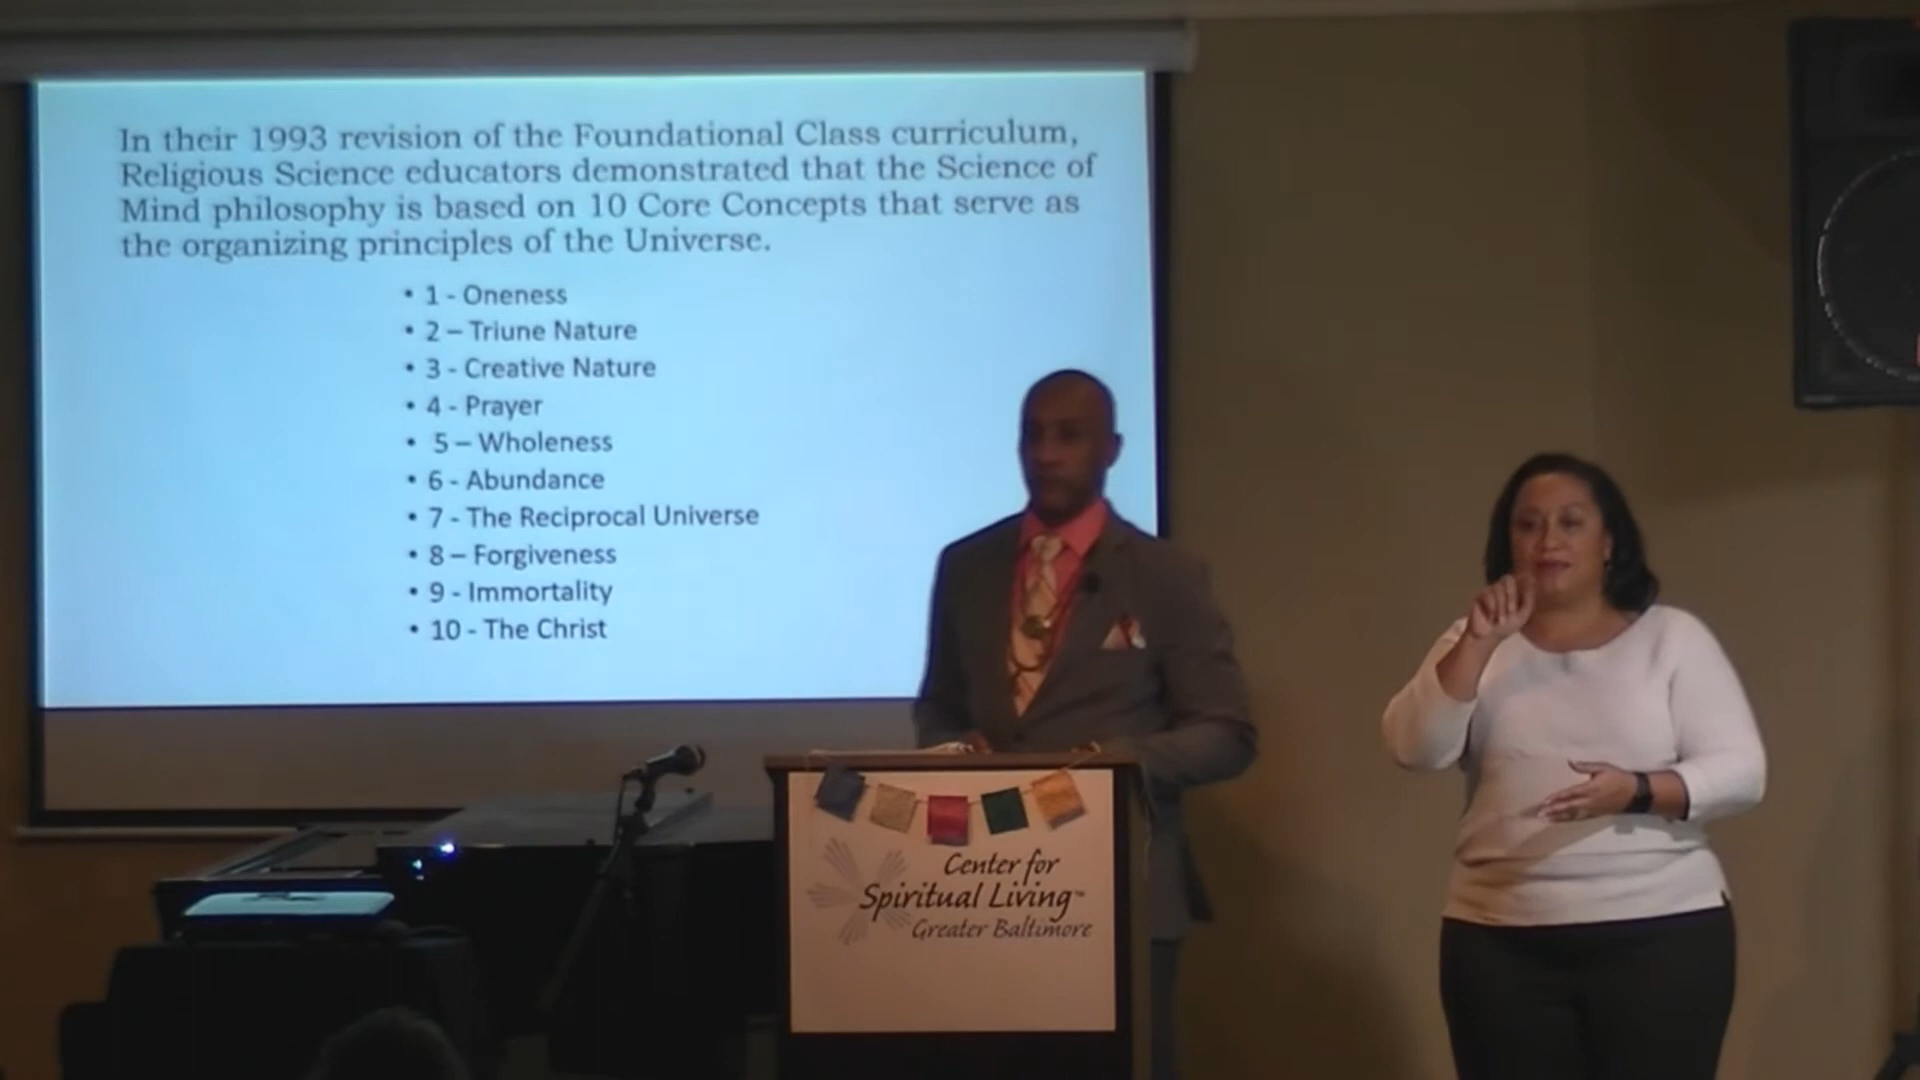 In their 1993 revision of the Foundational Class curriculum,
Religious Science educators demonstrated that the Science of
Mind philosophy is based on 10 Core Concepts that serve as
the organizing principles of the Universe.
• 1 - Oneness
• 2 – Triune Nature
• 3 - Creative Nature
• 4 - Prayer
• 5 – Wholeness
• 6 - Abundance
• 7 - The Reciprocal Universe
• 8 – Forgiveness
• 9 - Immortality
• 10 - The Christ
Center for
Spiritual Living™
Greater Baltimore